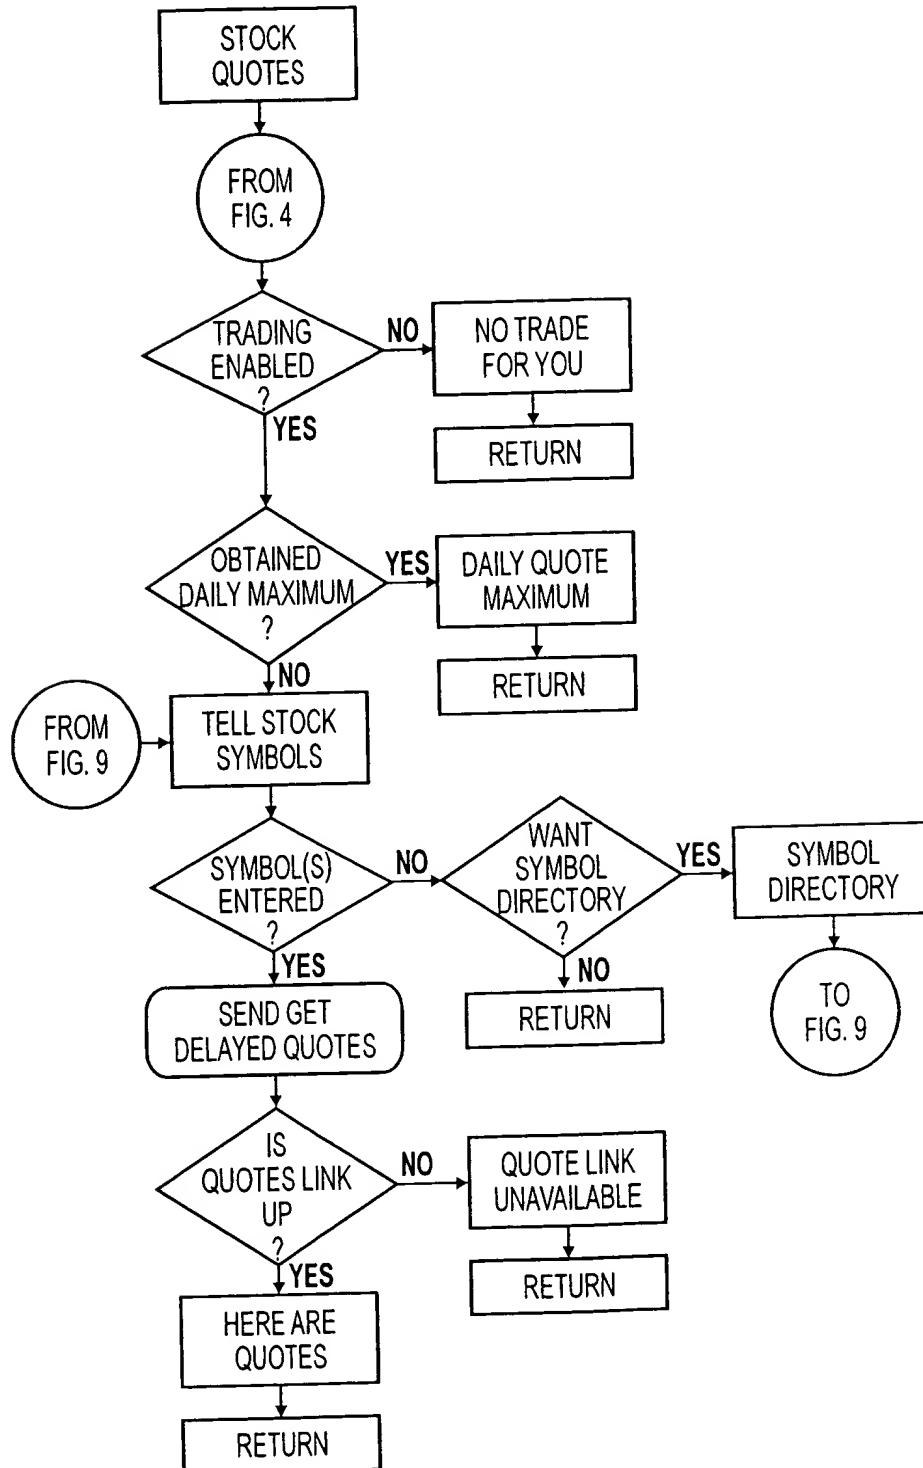 STOCK
QUOTES
FROM
FIG. 4
TRADING
ENABLED
?
NO
NO TRADE
FOR YOU
RETURN
YES
OBTAINED
DAILY MAXIMUM
?
YES
DAILY QUOTE
MAXIMUM
RETURN
NO
FROM
FIG. 9
TELL STOCK
SYMBOLS
SYMBOL(S)
ENTERED
?
NO
WANT
SYMBOL
DIRECTORY
?
YES
SYMBOL
DIRECTORY
TO
FIG. 9
NO
RETURN
YES
SEND GET
DELAYED QUOTES
IS
QUOTES LINK
UP
?
NO
QUOTE LINK
UNAVAILABLE
RETURN
YES
HERE ARE
QUOTES
RETURN